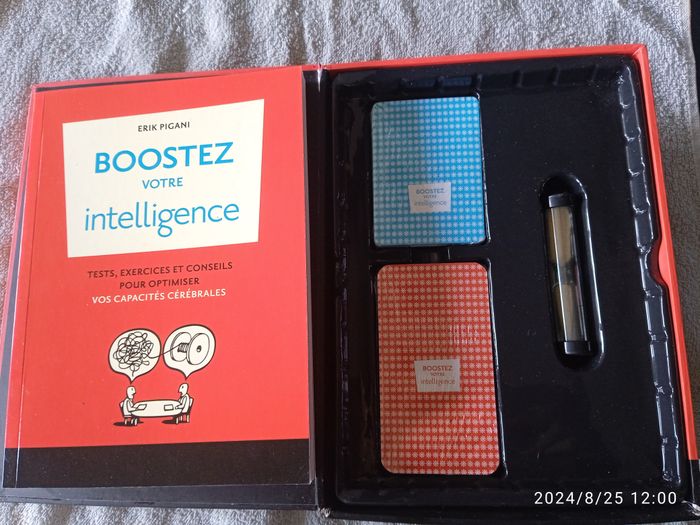 ERIK PIGANI
BOOSTEZ
VOTRE
intelligence
TESTS, EXERCICES ET CONSEILS
POUR OPTIMISER
VOS CAPACITÉS CÉRÉBRALES
BOOSTEZ
VOTRE
intelligence
BOOSTEZ
VOTRE
intelligence
2024/8/25 12:00